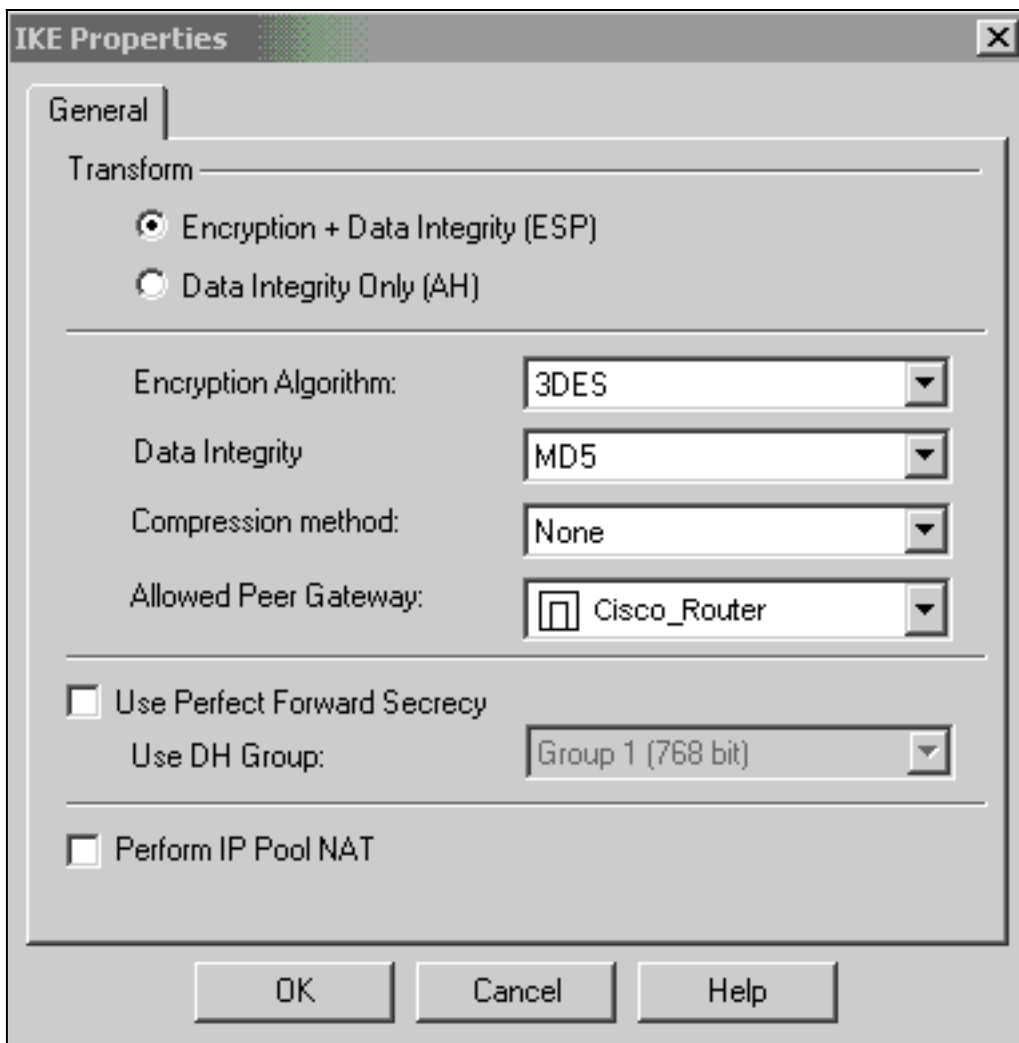 IKE Properties
General
Transform
Encryption + Data Integrity (ESP)
Data Integrity Only (AH)
Encryption Algorithm: 3DES
Data Integrity MD5
Compression method: None
Allowed Peer Gateway: Cisco_Router
Use Perfect Forward Secrecy
Use DH Group: Group 1 (768 bit)
Perform IP Pool NAT
OK Cancel Help